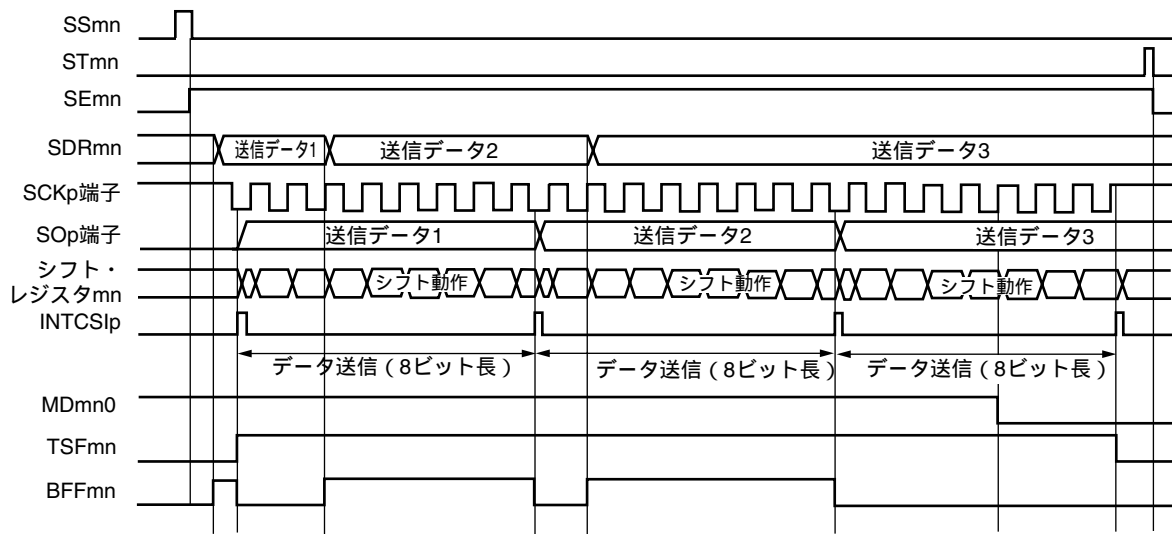 SSmn
STmn
SEmn
SDRmn 送信データ1 送信データ2 送信データ3
SCKp端子
SOp端子 送信データ1 送信データ2 送信データ3
シフト・
レジスタmn シフト動作 シフト動作 シフト動作
INTCSIp
データ送信(8ビット長) データ送信(8ビット長) データ送信(8ビット長)
MDmn0
TSFmn
BFFmn